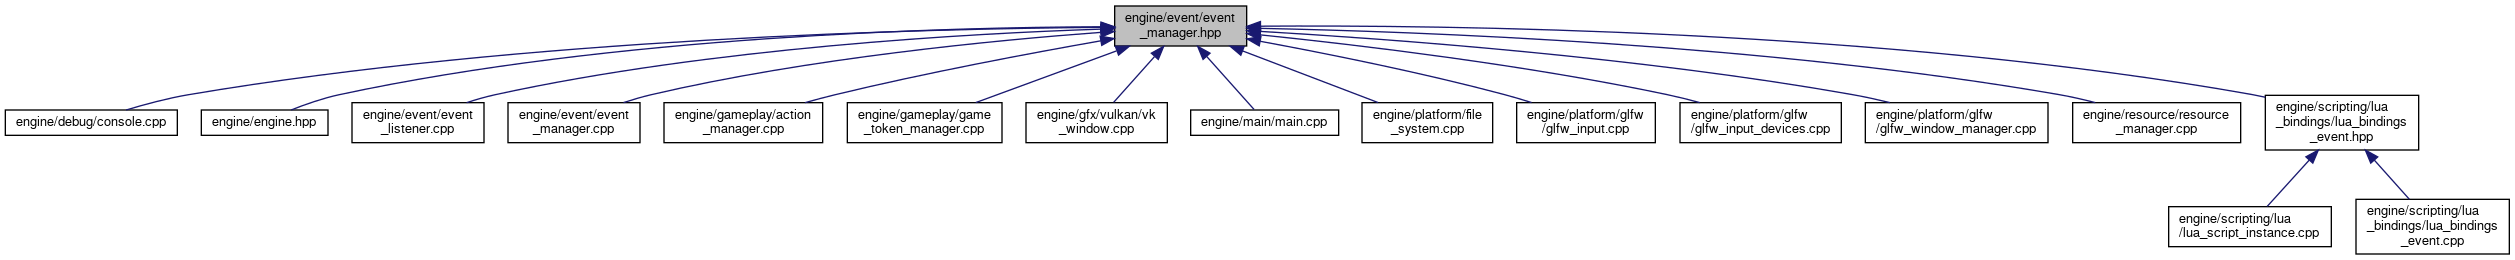 engine/event/event
_manager.hpp
engine/debug/console.cpp
engine/engine.hpp
engine/event/event
_listener.cpp
engine/event/event
_manager.cpp
engine/gameplay/action
_manager.cpp
engine/gameplay/game
_token_manager.cpp
engine/gfx/vulkan/vk
_window.cpp
engine/main/main.cpp
engine/platform/file
_system.cpp
engine/platform/glfw
/glfw_input.cpp
engine/platform/glfw
/glfw_input_devices.cpp
engine/platform/glfw
/glfw_window_manager.cpp
engine/resource/resource
_manager.cpp
engine/scripting/lua
_bindings/lua_bindings
_event.hpp
engine/scripting/lua
/lua_script_instance.cpp
engine/scripting/lua
_bindings/lua_bindings
_event.cpp